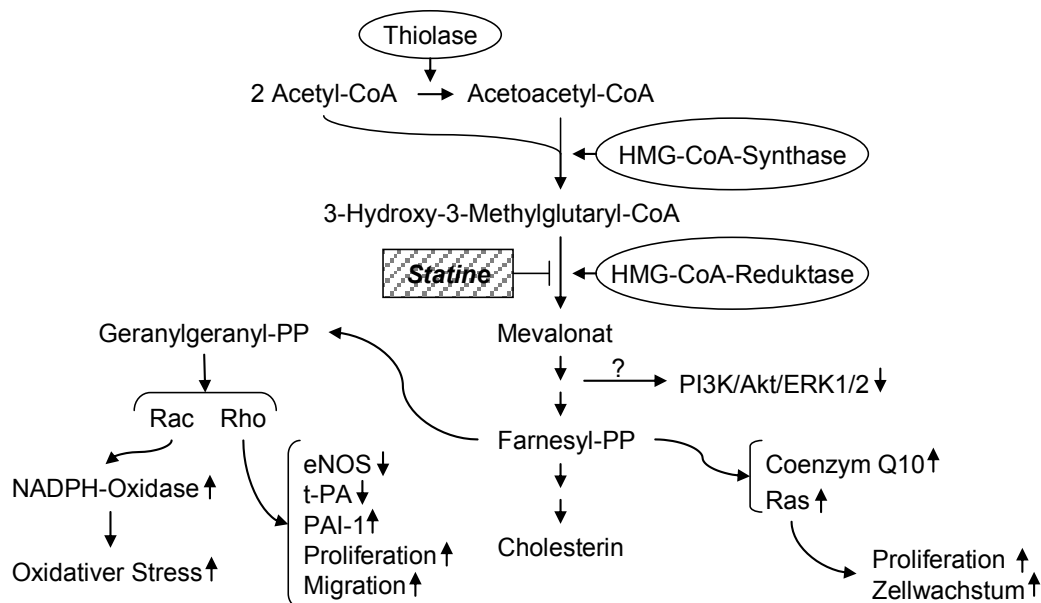 Thiolase
2 Acetyl-CoA
Acetoacetyl-CoA
HMG-CoA-Synthase
3-Hydroxy-3-Methylglutaryl-CoA
Statine
HMG-CoA-Reduktase
Geranylgeranyl-PP
Mevalonat
?
PI3K/Akt/ERK1/2
Rac Rho
Farnesyl-PP
eNOS
t-PA
PAI-1
Proliferation
Migration
Coenzym Q10
Ras
NADPH-Oxidase
Oxidativer Stress
Cholesterin
Proliferation
Zellwachstum